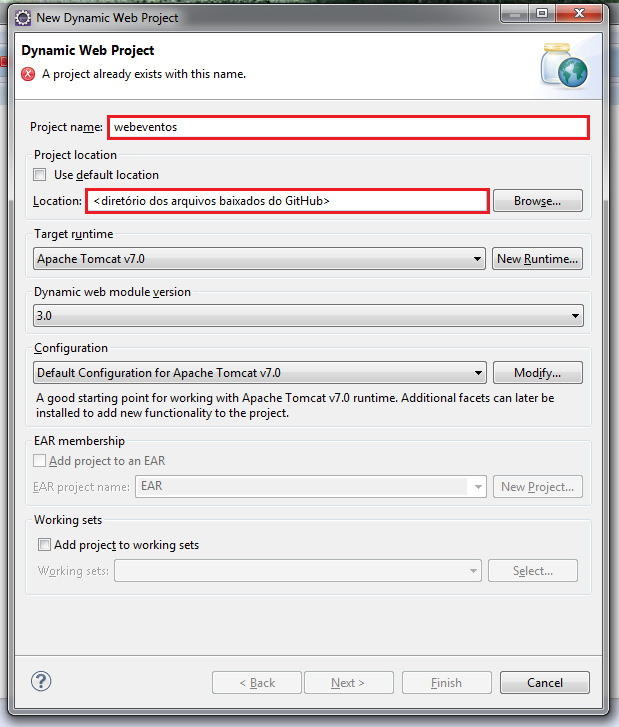 New Dynamic Web Project
Dynamic Web Project
A project already exists with this name.
Project name: webeventos
Project location
Use default location
Location: <diretório dos arquivos baixados do GitHub> Browse...
Target runtime
Apache Tomcat v7.0 New Runtime...
Dynamic web module version
3.0
Configuration
Default Configuration for Apache Tomcat v7.0 Modify...
A good starting point for working with Apache Tomcat v7.0 runtime. Additional facets can later be
installed to add new functionality to the project.
EAR membership
Add project to an EAR
EAR project name: EAR New Project...
Working sets
Add project to working sets
Working sets: Select...
? < Back Next > Finish Cancel